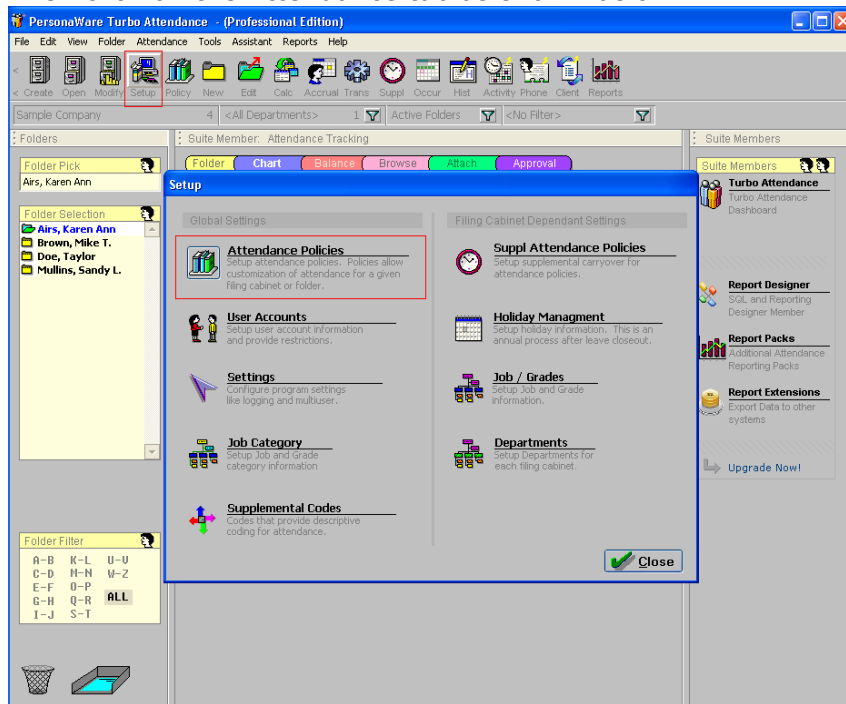 PersonaWare Turbo Attendance - (Professional Edition)
File Edit View Folder Attendance Tools Assistant Reports Help
< Create Open Modify Setup Policy New Edit Calc Accrual Trans Suppl Occur Hist Activity Phone Client Reports
Sample Company 4 <All Departments> 1 Active Folders <No Filter>
Folders
Suite Member: Attendance Tracking
Suite Members
Folder Pick
Airs, Karen Ann
Folder Selection
Airs, Karen Ann
Brown, Mike T.
Doe, Taylor
Mullins, Sandy L.
Folder Filter
A-B K-L U-V
C-D M-N W-Z
E-F O-P
G-H Q-R ALL
I-J S-T
Folder Chart Balance Browse Attach Approval
Setup
Global Settings
Attendance Policies
Setup attendance policies. Policies allow
customization of attendance for a given
filing cabinet or folder.
User Accounts
Setup user account information
and provide restrictions.
Settings
Configure program settings
like logging and multiuser.
Job Category
Setup Job and Grade
category information
Supplemental Codes
Codes that provide descriptive
coding for attendance.
Filing Cabinet Dependant Settings
Suppl Attendance Policies
Setup supplemental carryover for
attendance policies.
Holiday Managment
Setup holiday information. This is an
annual process after leave closeout.
Job / Grades
Setup Job and Grade
information.
Departments
Setup Departments for
each filing cabinet.
Close
Suite Members
Turbo Attendance
Turbo Attendance
Dashboard
Report Designer
SQL and Reporting
Designer Member
Report Packs
Additional Attendance
Reporting Packs
Report Extensions
Export Data to other
systems
Upgrade Now!